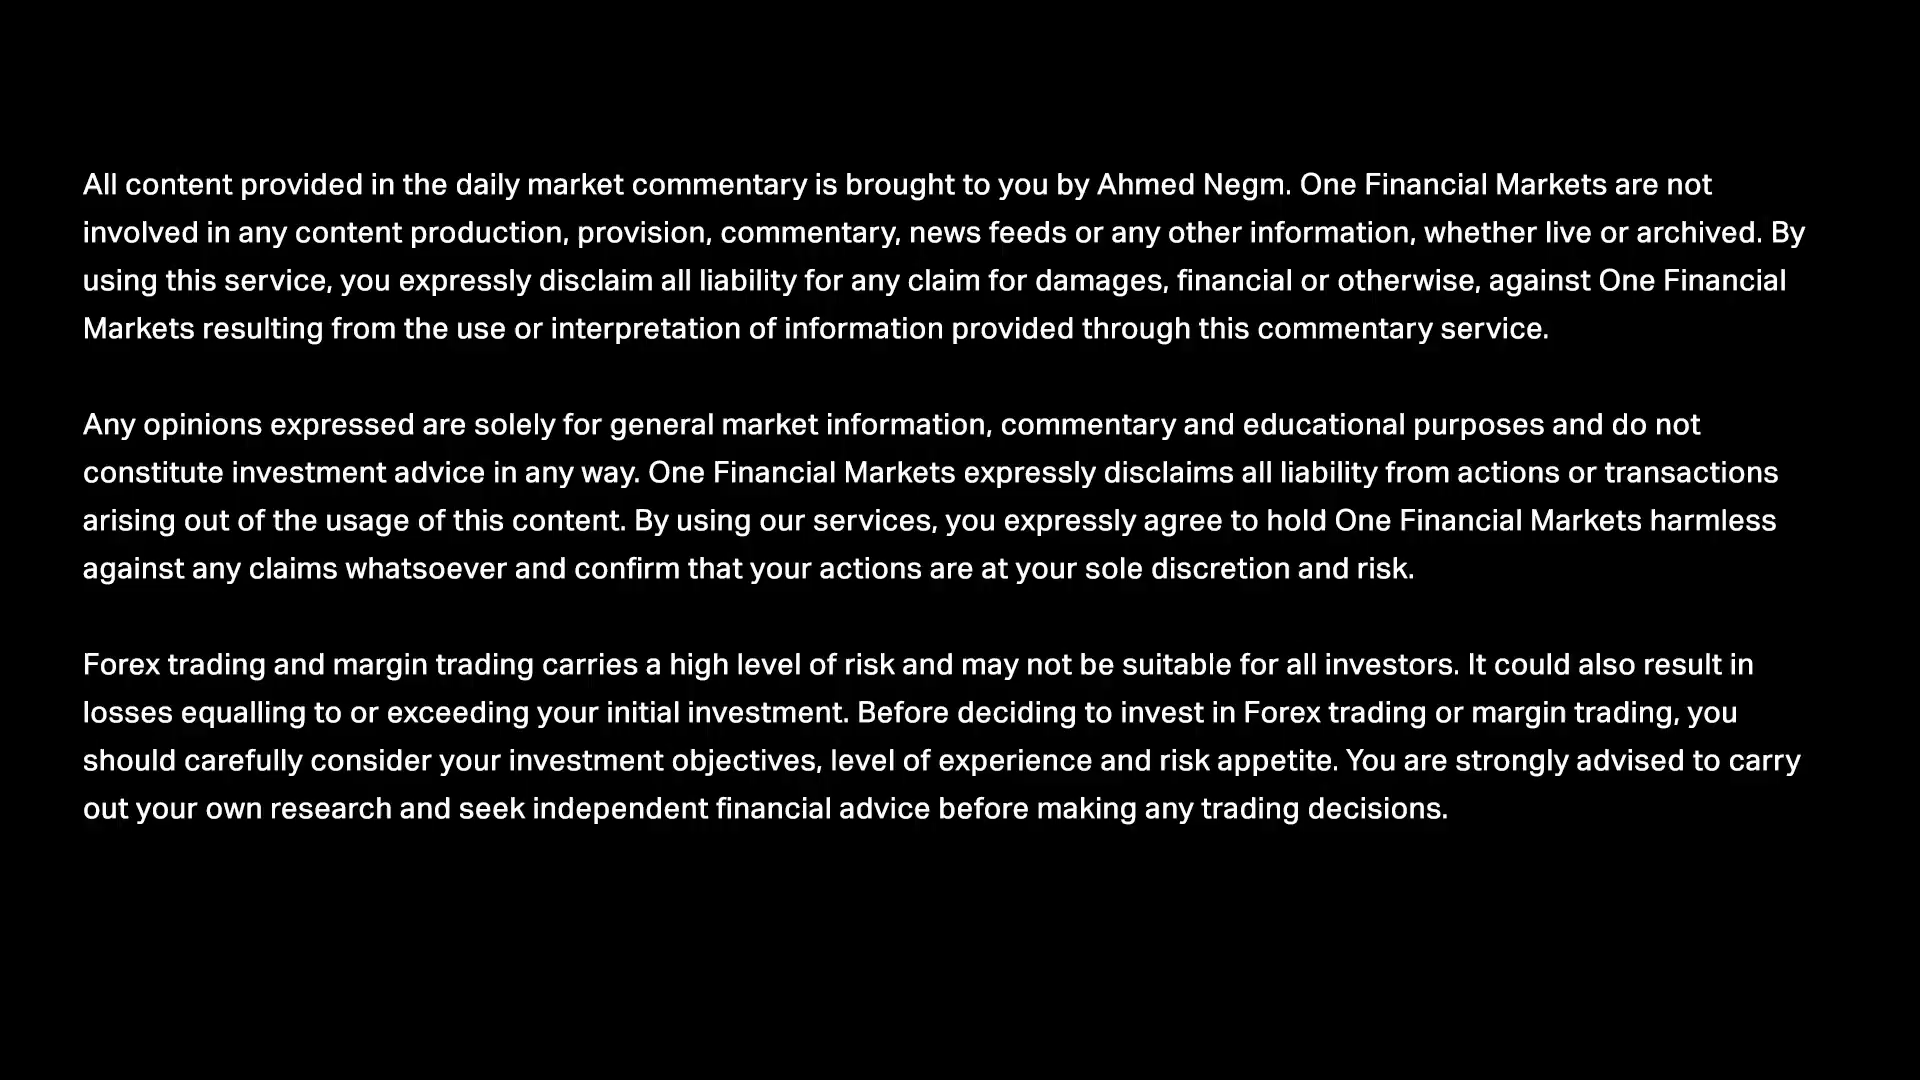 All content provided in the daily market commentary is brought to you by Ahmed Negm. One Financial Markets are not
involved in any content production, provision, commentary, news feeds or any other information, whether live or archived. By
using this service, you expressly disclaim all liability for any claim for damages, financial or otherwise, against One Financial
Markets resulting from the use or interpretation of information provided through this commentary service.
Any opinions expressed are solely for general market information, commentary and educational purposes and do not
constitute investment advice in any way. One Financial Markets expressly disclaims all liability from actions or transactions
arising out of the usage of this content. By using our services, you expressly agree to hold One Financial Markets harmless
against any claims whatsoever and confirm that your actions are at your sole discretion and risk.
Forex trading and margin trading carries a high level of risk and may not be suitable for all investors. It could also result in
losses equalling to or exceeding your initial investment. Before deciding to invest in Forex trading or margin trading, you
should carefully consider your investment objectives, level of experience and risk appetite. You are strongly advised to carry
out your own research and seek independent financial advice before making any trading decisions.